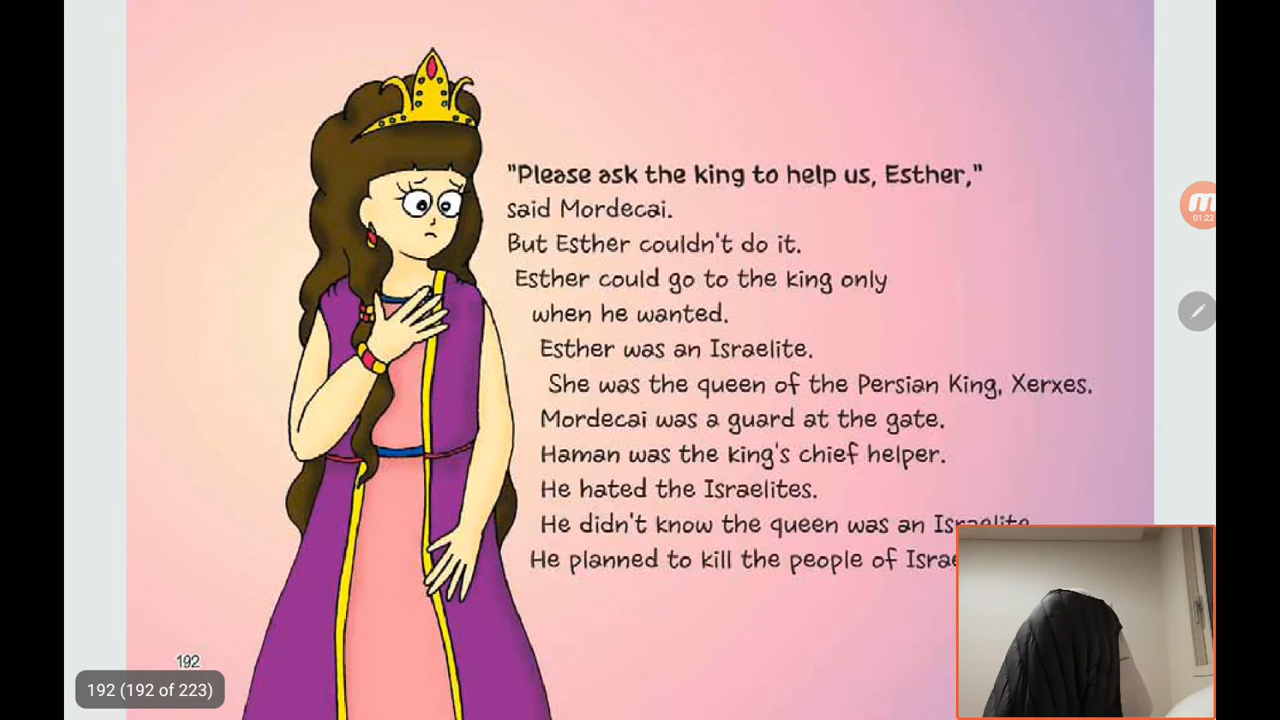 "Please ask the king to help us, Esther,"
said Mordecai.
But Esther couldn't do it.
Esther could go to the king only
when he wanted.
Esther was an Israelite.
She was the queen of the Persian King, Xerxes.
Mordecai was a guard at the gate.
Haman was the king's chief helper.
He hated the Israelites.
He didn't know the queen was an Israelite
He planned to kill the people of
192
192 (192 of 223)
01:22